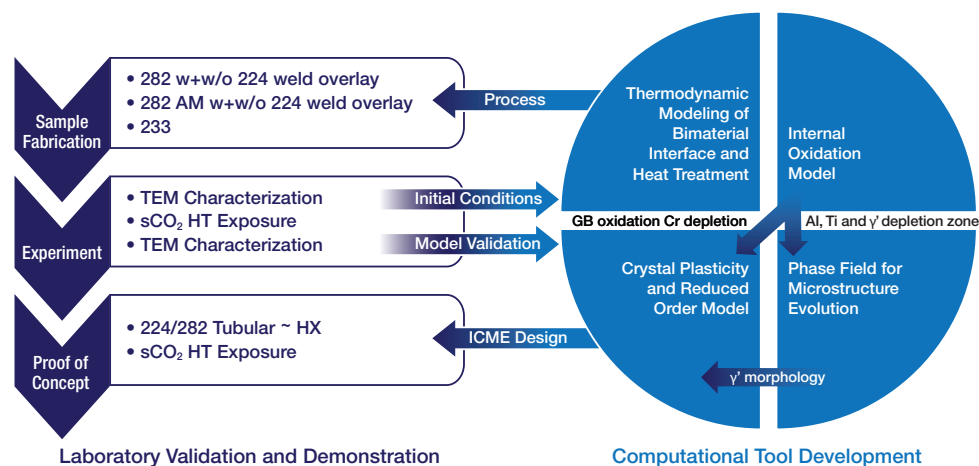 Sample
Fabrication
• 282 w+w/o 224 weld overlay
• 282 AM w+w/o 224 weld overlay
• 233
Process
Experiment
• TEM Characterization
• sCO₂ HT Exposure
• TEM Characterization
Initial Conditions
Model Validation
Proof of
Concept
• 224/282 Tubular ~ HX
• sCO₂ HT Exposure
ICME Design
Laboratory Validation and Demonstration
Thermodynamic
Modeling of
Bimaterial
Interface and
Heat Treatment
Internal
Oxidation
Model
GB oxidation Cr depletion
Al, Ti and γ’ depletion zone
Crystal Plasticity
and Reduced
Order Model
Phase Field for
Microstructure
Evolution
γ’ morphology
Computational Tool Development